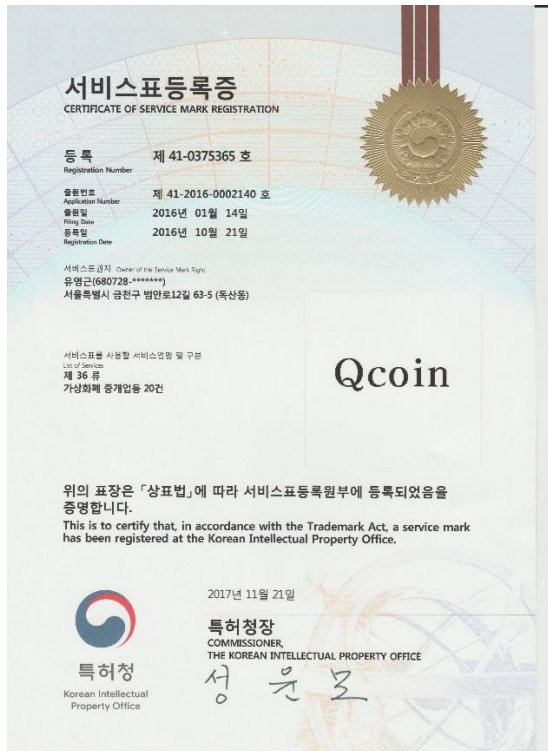 서비스표등록증
CERTIFICATE OF SERVICE MARK REGISTRATION
등록 제 41-0375365 호
Registration Number
출원번호 제 41-2016-0002140 호
Application Number
출원일 2016년 01월 14일
Filing Date
등록일 2016년 10월 21일
Registration Date
서비스표권자 Owner of the Service Mark Right
유영근(680728-*******)
서울특별시 금천구 범안로12길 63-5 (독산동)
서비스표를 사용할 서비스업명 및 구분
List of Services
제 36 류
가상화폐 중개업등 20건
Qcoin
위의 표장은 「상표법」에 따라 서비스표등록원부에 등록되었음을
증명합니다.
This is to certify that, in accordance with the Trademark Act, a service mark
has been registered at the Korean Intellectual Property Office.
2017년 11월 21일
특허청장
COMMISSIONER,
THE KOREAN INTELLECTUAL PROPERTY OFFICE
성윤모
특허청
Korean Intellectual
Property Office